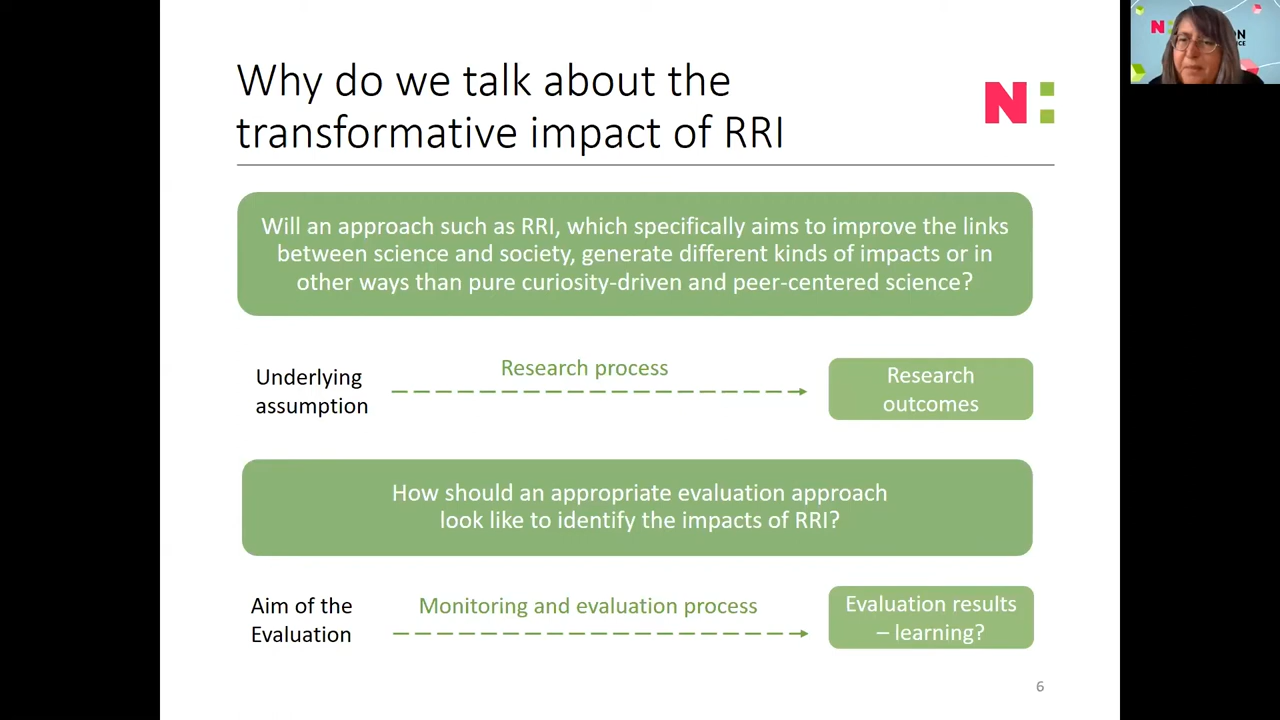 Why do we talk about the
transformative impact of RRI
N:
Will an approach such as RRI, which specifically aims to improve the links
between science and society, generate different kinds of impacts or in
other ways than pure curiosity-driven and peer-centered science?
Underlying
assumption
Research process
Research
outcomes
How should an appropriate evaluation approach
look like to identify the impacts of RRI?
Aim of the
Evaluation
Monitoring and evaluation process
Evaluation results
– learning?
6